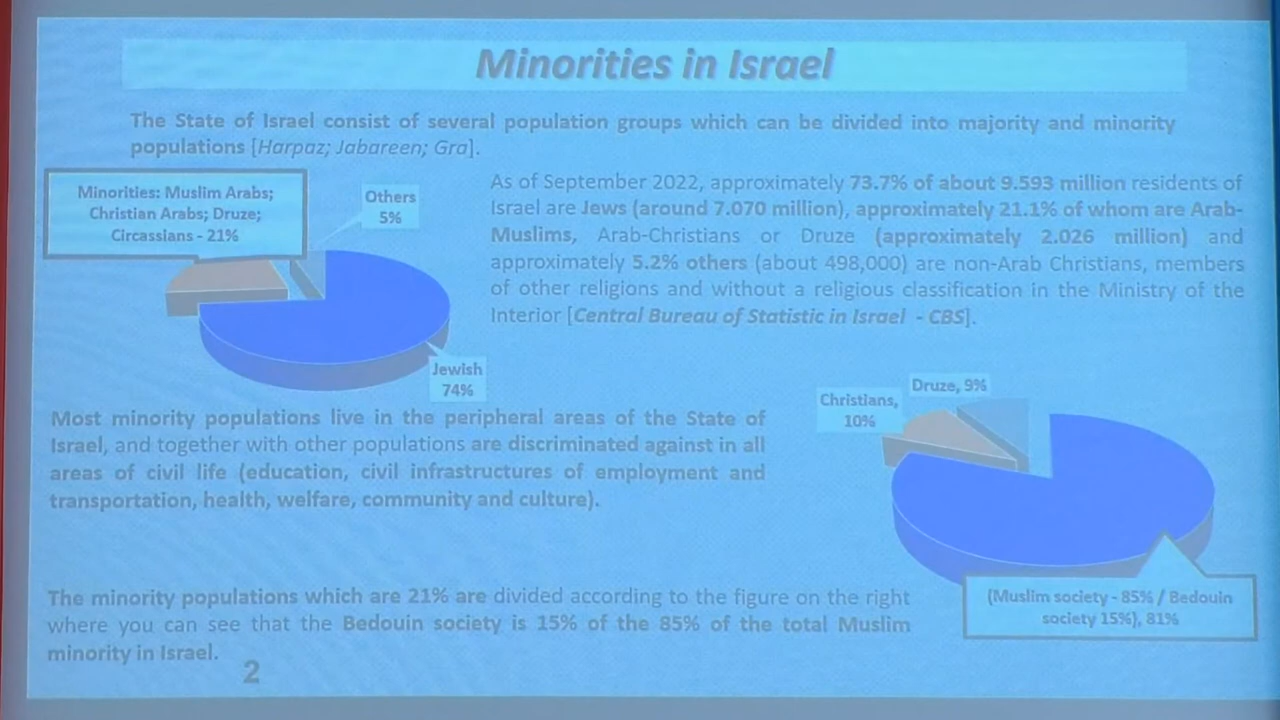 Minorities in Israel
The State of Israel consist of several population groups which can be divided into majority and minority
populations [Harpaz; Jabareen; Gra].
Minorities: Muslim Arabs;
Christian Arabs; Druze;
Circassians - 21%
Others
5%
Jewish
74%
As of September 2022, approximately 73.7% of about 9.593 million residents of
Israel are Jews (around 7.070 million), approximately 21.1% of whom are Arab-
Muslims, Arab-Christians or Druze (approximately 2.026 million) and
approximately 5.2% others (about 498,000) are non-Arab Christians, members
of other religions and without a religious classification in the Ministry of the
Interior [Central Bureau of Statistic in Israel - CBS].
Most minority populations live in the peripheral areas of the State of
Israel, and together with other populations are discriminated against in all
areas of civil life (education, civil infrastructures of employment and
transportation, health, welfare, community and culture).
Druze, 9%
Christians,
10%
(Muslim society - 85% / Bedouin
society 15%), 81%
The minority populations which are 21% are divided according to the figure on the right
where you can see that the Bedouin society is 15% of the 85% of the total Muslim
minority in Israel.
2